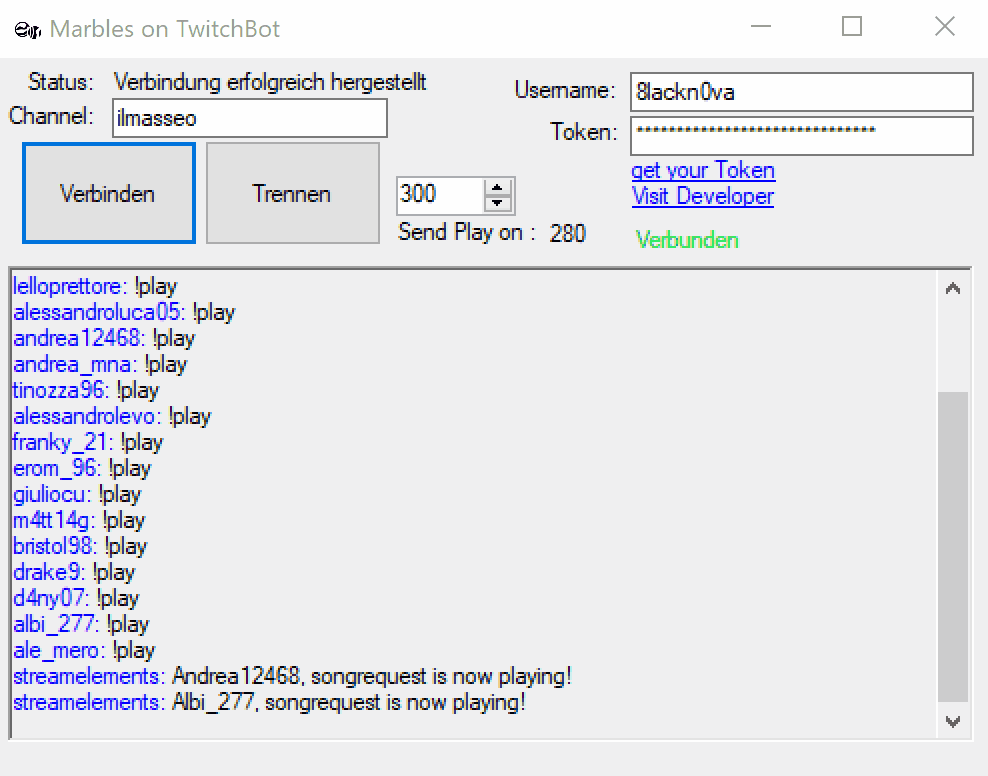 Marbles on TwitchBot
Status: Verbindung erfolgreich hergestellt
Channel: ilmasseo
Username: 8lackn0va
Token: ******************************
get your Token
Visit Developer
Verbinden
Trennen
300
Send Play on : 280
Verbunden
lelloprettore: !play
alessandroluca05: !play
andrea12468: !play
andrea_mna: !play
tinozza96: !play
alessandrolevo: !play
franky_21: !play
erom_96: !play
giuliocu: !play
m4tt14g: !play
bristol98: !play
drake9: !play
d4ny07: !play
albi_277: !play
ale_mero: !play
streamelements: Andrea12468, songrequest is now playing!
streamelements: Albi_277, songrequest is now playing!